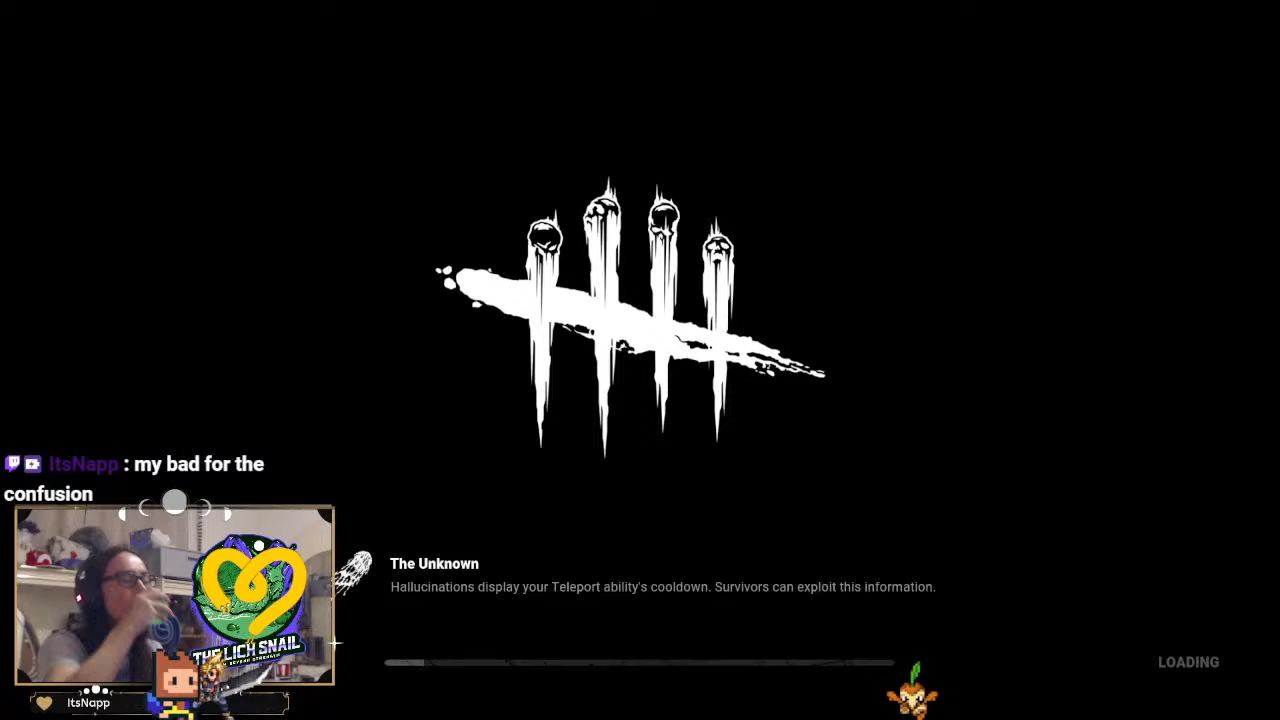 ItsNapp : my bad for the
confusion
The Unknown
Hallucinations display your Teleport ability's cooldown. Survivors can exploit this information.
THE LICH SNAIL
LOADING
ItsNapp